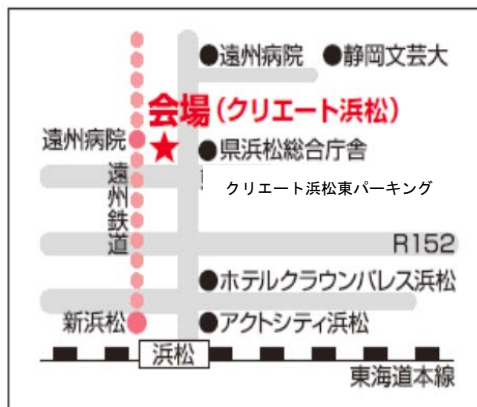 ●遠州病院 ●静岡文芸大
会場(クリエート浜松)
遠州病院
★
●県浜松総合庁舎
遠州鉄道
クリエート浜松東パーキング
R152
●ホテルクラウンパレス浜松
新浜松
●アクトシティ浜松
浜松
東海道本線